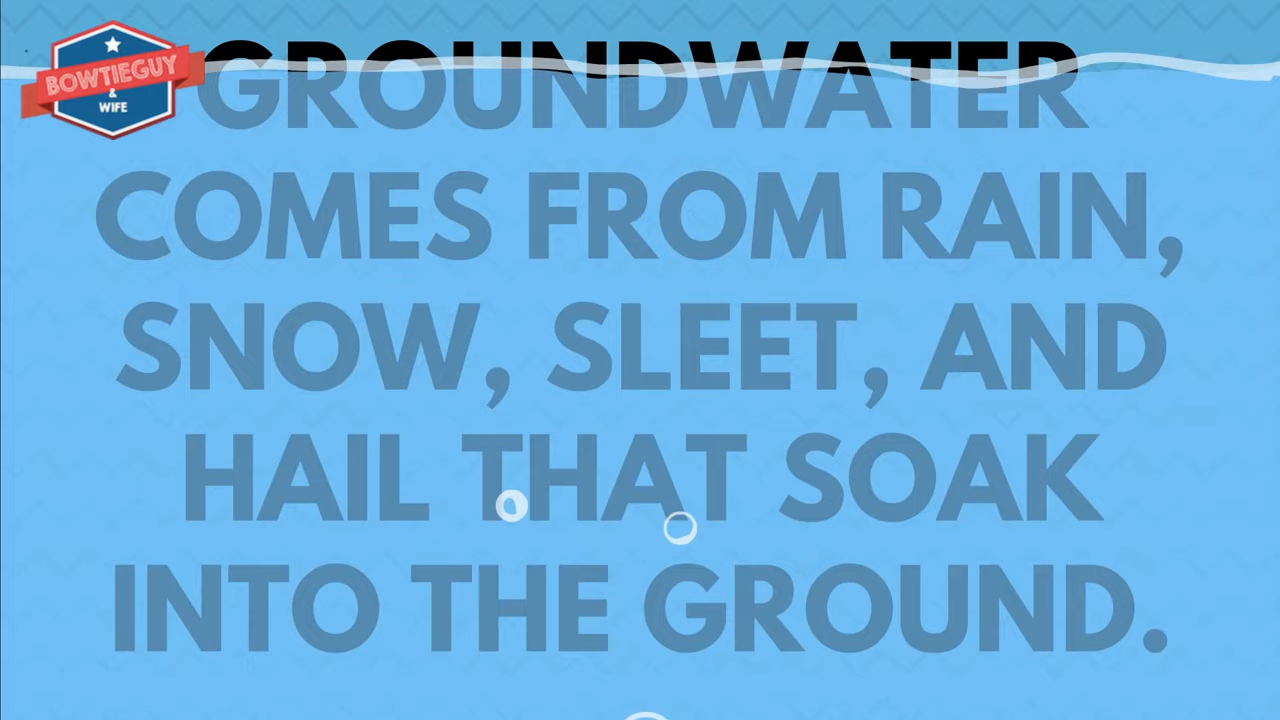 BOWTIEGUY
&
WIFE
GROUNDWATER
COMES FROM RAIN,
SNOW, SLEET, AND
HAIL THAT SOAK
INTO THE GROUND.